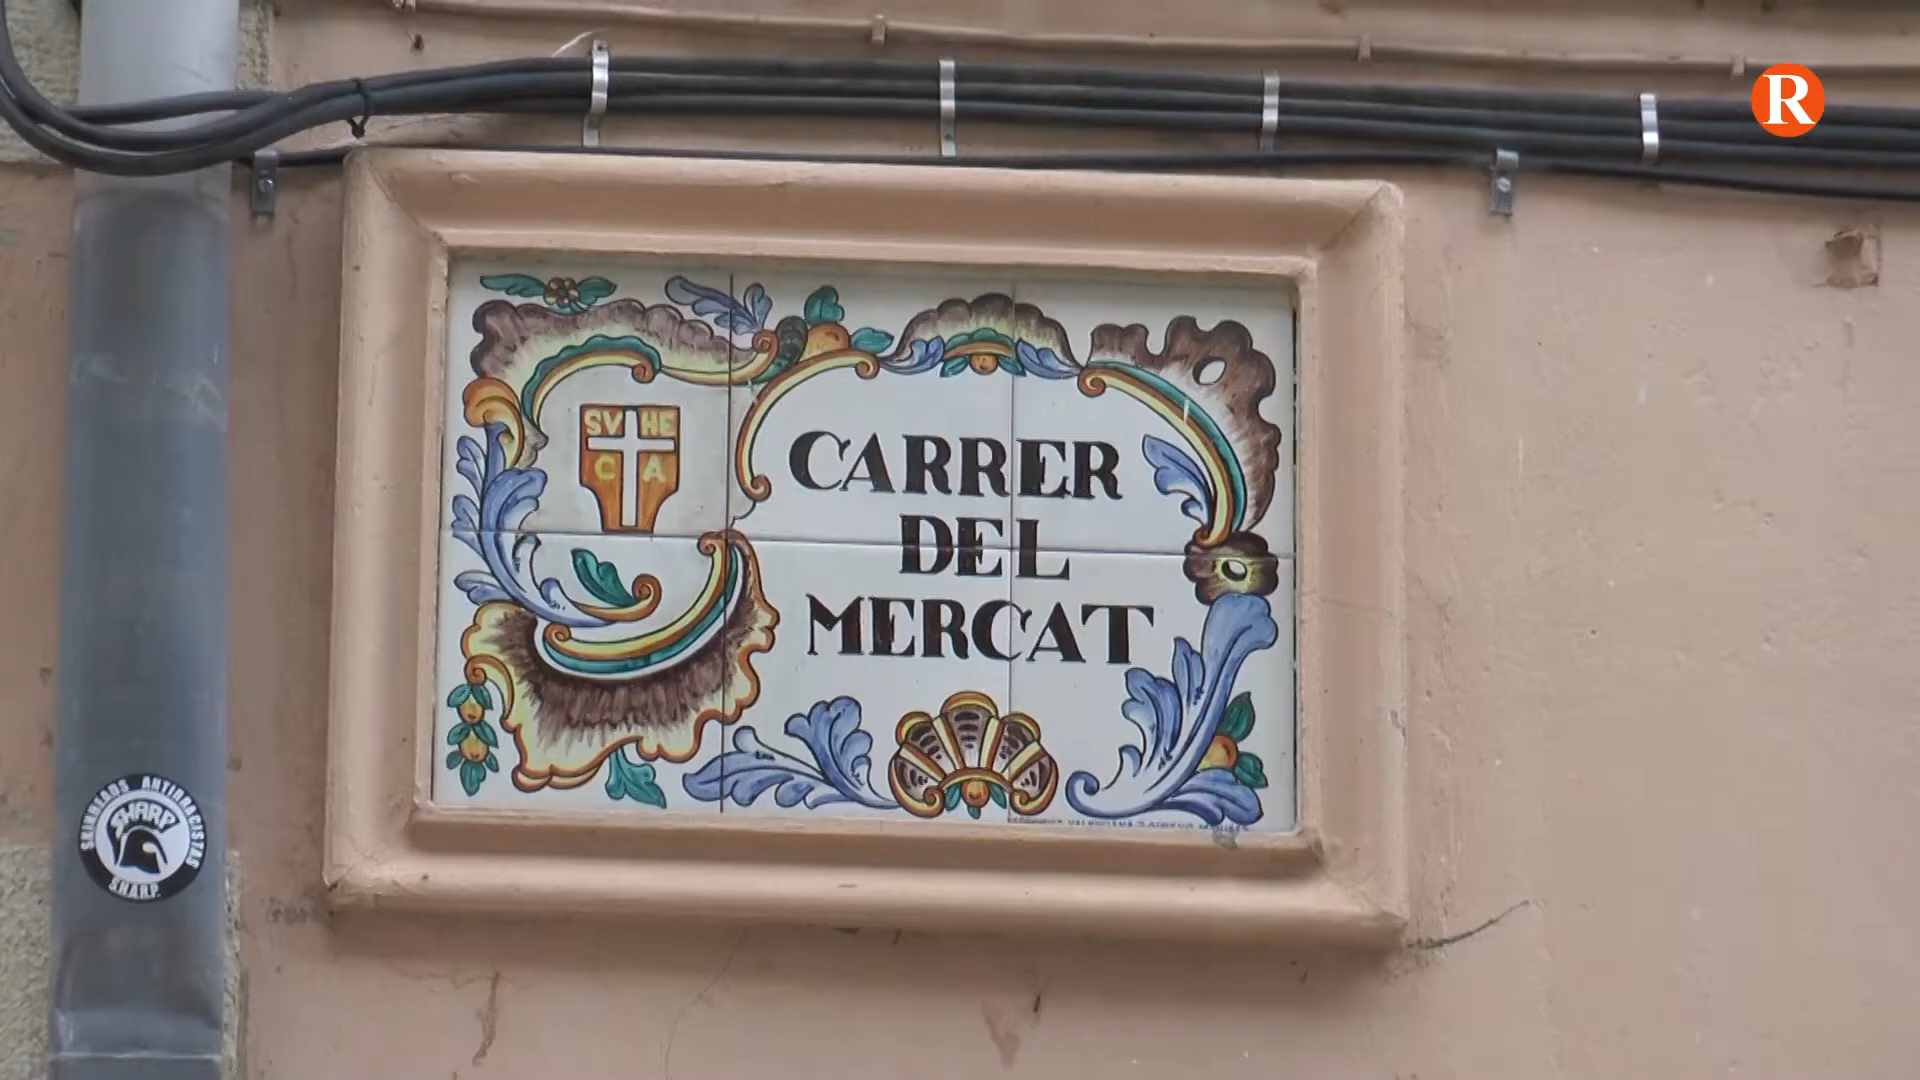 R
SV HE
C A
CARRER
DEL
MERCAT
SKINHEADS ANTIRRACISTAS
SHARP
S.H.A.R.P.